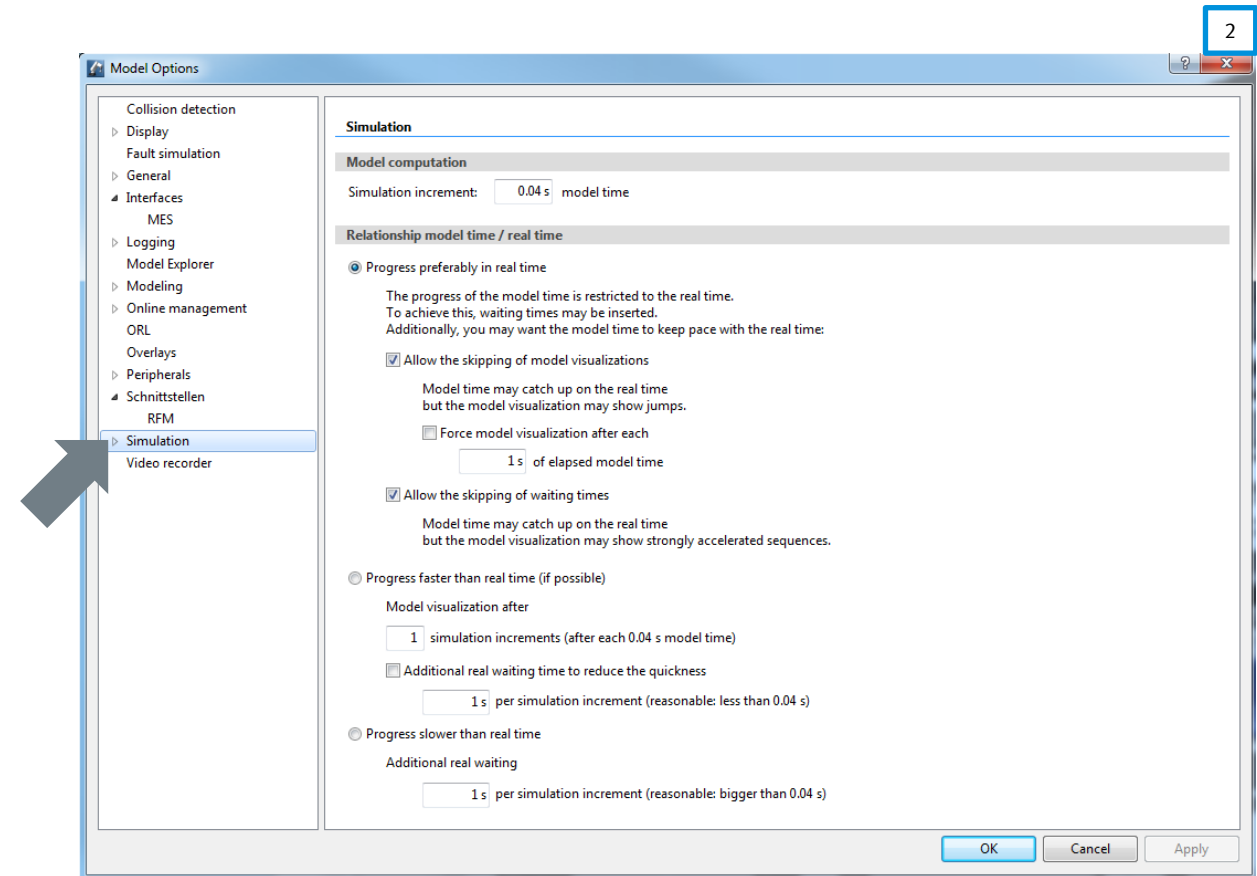 2
Model Options
Collision detection
Display
Fault simulation
General
Interfaces
MES
Logging
Model Explorer
Modeling
Online management
ORL
Overlays
Peripherals
Schnittstellen
RFM
Simulation
Video recorder
Simulation
Model computation
Simulation increment: 0.04 s model time
Relationship model time / real time
Progress preferably in real time
The progress of the model time is restricted to the real time.
To achieve this, waiting times may be inserted.
Additionally, you may want the model time to keep pace with the real time:
Allow the skipping of model visualizations
Model time may catch up on the real time
but the model visualization may show jumps.
Force model visualization after each
1 s of elapsed model time
Allow the skipping of waiting times
Model time may catch up on the real time
but the model visualization may show strongly accelerated sequences.
Progress faster than real time (if possible)
Model visualization after
1 simulation increments (after each 0.04 s model time)
Additional real waiting time to reduce the quickness
1 s per simulation increment (reasonable: less than 0.04 s)
Progress slower than real time
Additional real waiting
1 s per simulation increment (reasonable: bigger than 0.04 s)
OK Cancel Apply